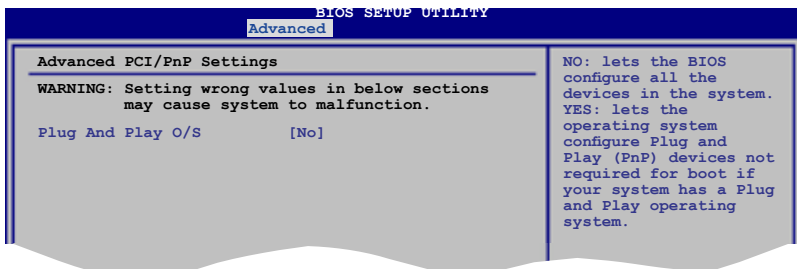 BIOS SETUP UTILITY
Advanced
Advanced PCI/PnP Settings
WARNING: Setting wrong values in below sections
may cause system to malfunction.
Plug And Play O/S [No]
NO: lets the BIOS
configure all the
devices in the system.
YES: lets the
operating system
configure Plug and
Play (PnP) devices not
required for boot if
your system has a Plug
and Play operating
system.